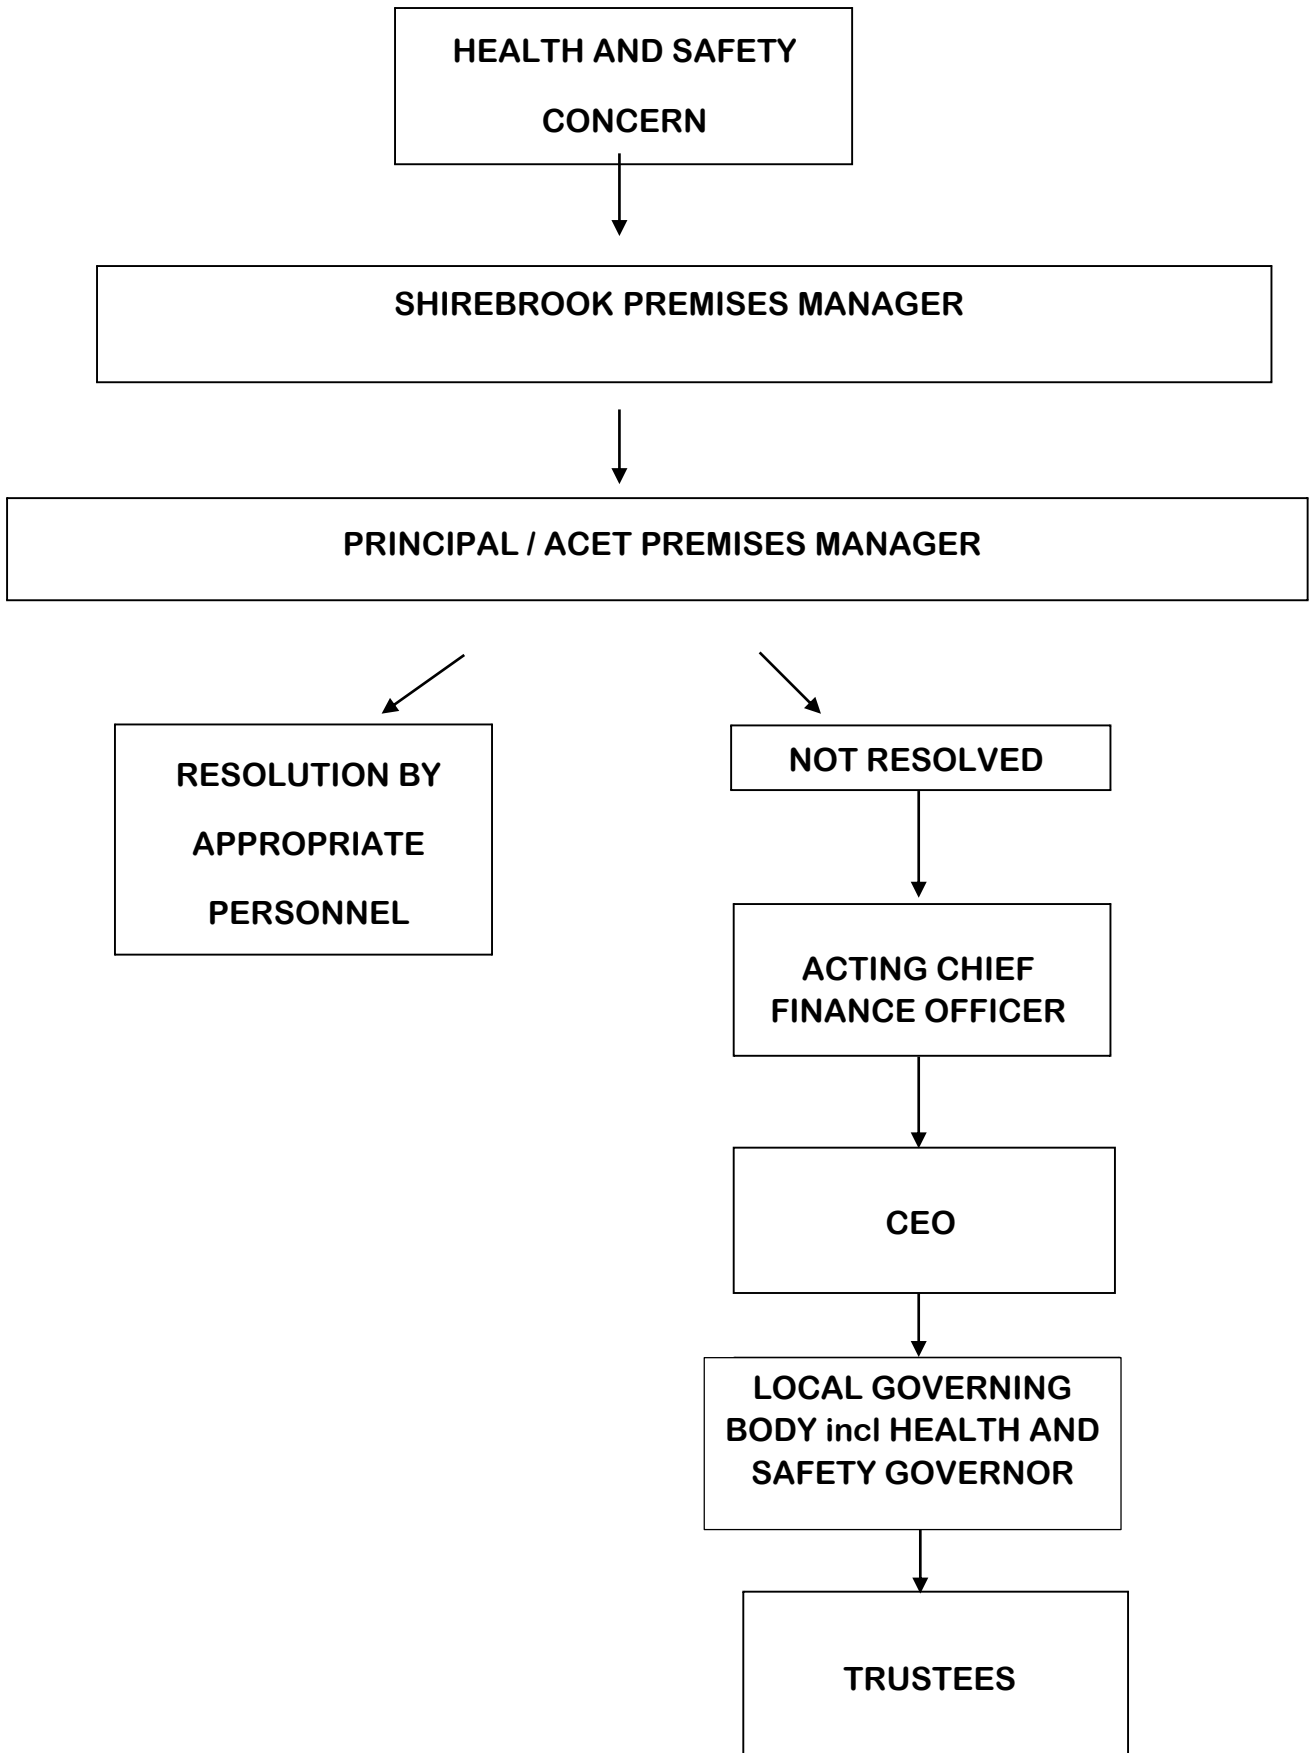 HEALTH AND SAFETY
CONCERN
SHIREBROOK PREMISES MANAGER
PRINCIPAL / ACET PREMISES MANAGER
RESOLUTION BY
APPROPRIATE
PERSONNEL
NOT RESOLVED
ACTING CHIEF
FINANCE OFFICER
CEO
LOCAL GOVERNING
BODY incl HEALTH AND
SAFETY GOVERNOR
TRUSTEES